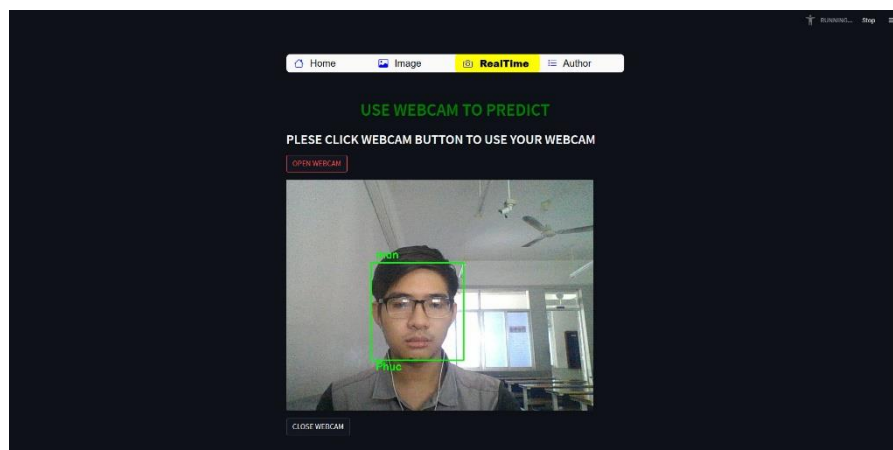 RUNNING... Stop
Home Image RealTime Author
USE WEBCAM TO PREDICT
PLESE CLICK WEBCAM BUTTON TO USE YOUR WEBCAM
OPEN WEBCAM
Phuc
CLOSE WEBCAM